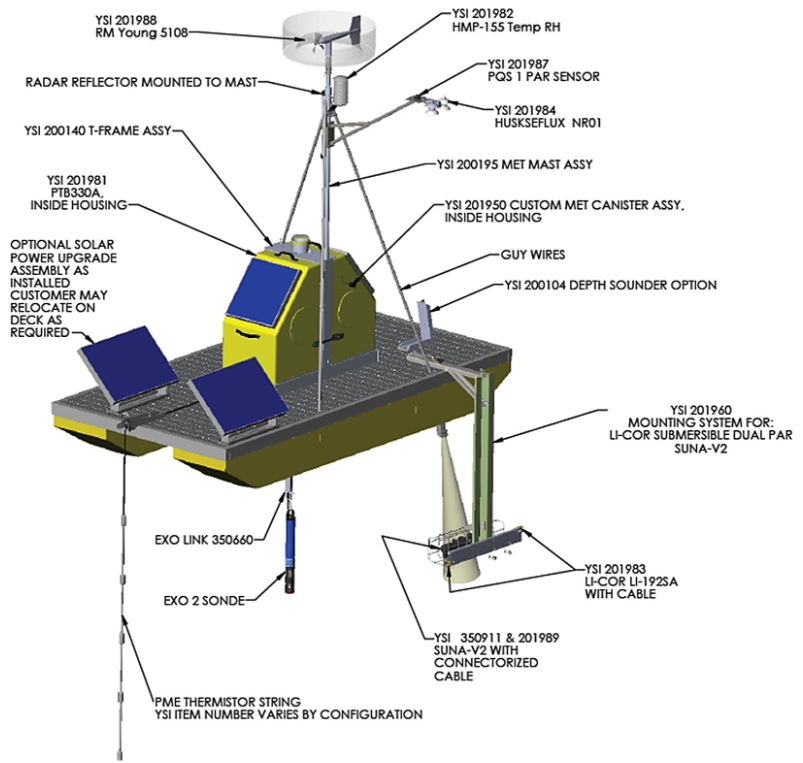 YSI 201988
RM Young 5108
YSI 201982
HMP-155 Temp RH
YSI 201987
PQS 1 PAR SENSOR
RADAR REFLECTOR MOUNTED TO MAST
YSI 201984
HUSKSEFLUX NR01
YSI 200140 T-FRAME ASSY
YSI 200195 MET MAST ASSY
YSI 201981
PTB330A,
INSIDE HOUSING
YSI 201950 CUSTOM MET CANISTER ASSY,
INSIDE HOUSING
OPTIONAL SOLAR
POWER UPGRADE
ASSEMBLY AS
INSTALLED
CUSTOMER MAY
RELOCATE ON
DECK AS
REQUIRED
GUY WIRES
YSI 200104 DEPTH SOUNDER OPTION
YSI 201960
MOUNTING SYSTEM FOR:
LI-COR SUBMERSIBLE DUAL PAR
SUNA-V2
EXO LINK 350660
EXO 2 SONDE
YSI 201983
LI-COR LI-192SA
WITH CABLE
YSI 350911 & 201989
SUNA-V2 WITH
CONNECTORIZED
CABLE
PME THERMISTOR STRING
YSI ITEM NUMBER VARIES BY CONFIGURATION